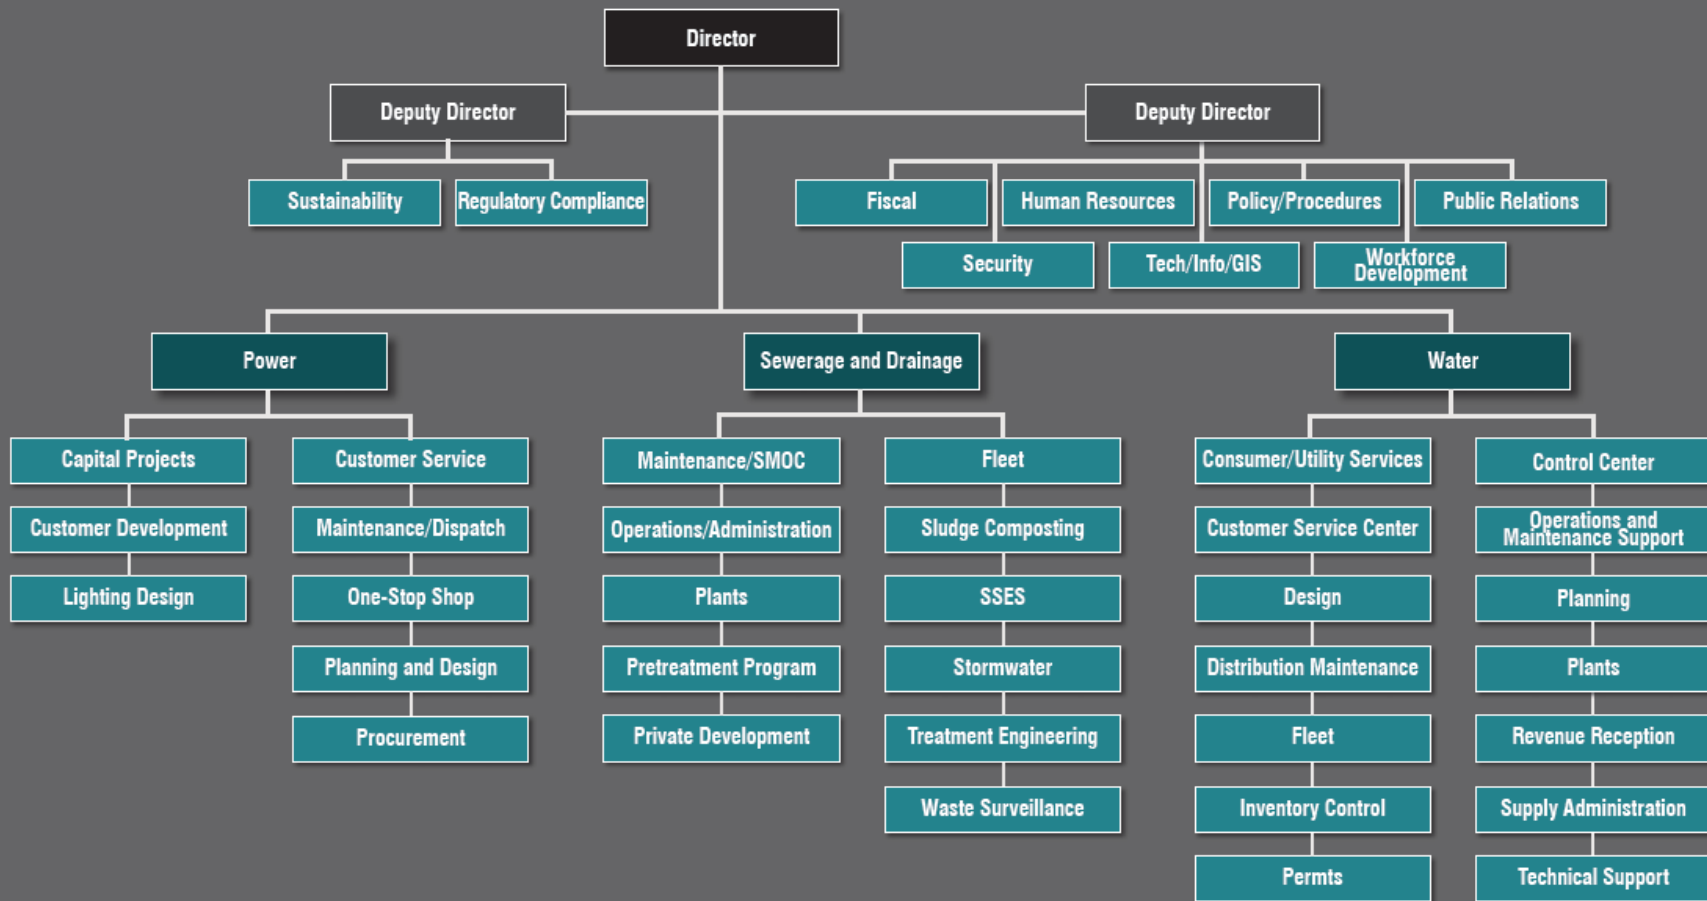 Director
Deputy Director
Deputy Director
Sustainability
Regulatory Compliance
Fiscal
Human Resources
Policy/Procedures
Public Relations
Security
Tech/Info/GIS
Workforce
Development
Power
Sewerage and Drainage
Water
Capital Projects
Customer Development
Lighting Design
Customer Service
Maintenance/Dispatch
One-Stop Shop
Planning and Design
Procurement
Maintenance/SMOC
Operations/Administration
Plants
Pretreatment Program
Private Development
Fleet
Sludge Composting
SSES
Stormwater
Treatment Engineering
Waste Surveillance
Consumer/Utility Services
Customer Service Center
Design
Distribution Maintenance
Fleet
Inventory Control
Permts
Control Center
Operations and
Maintenance Support
Planning
Plants
Revenue Reception
Supply Administration
Technical Support